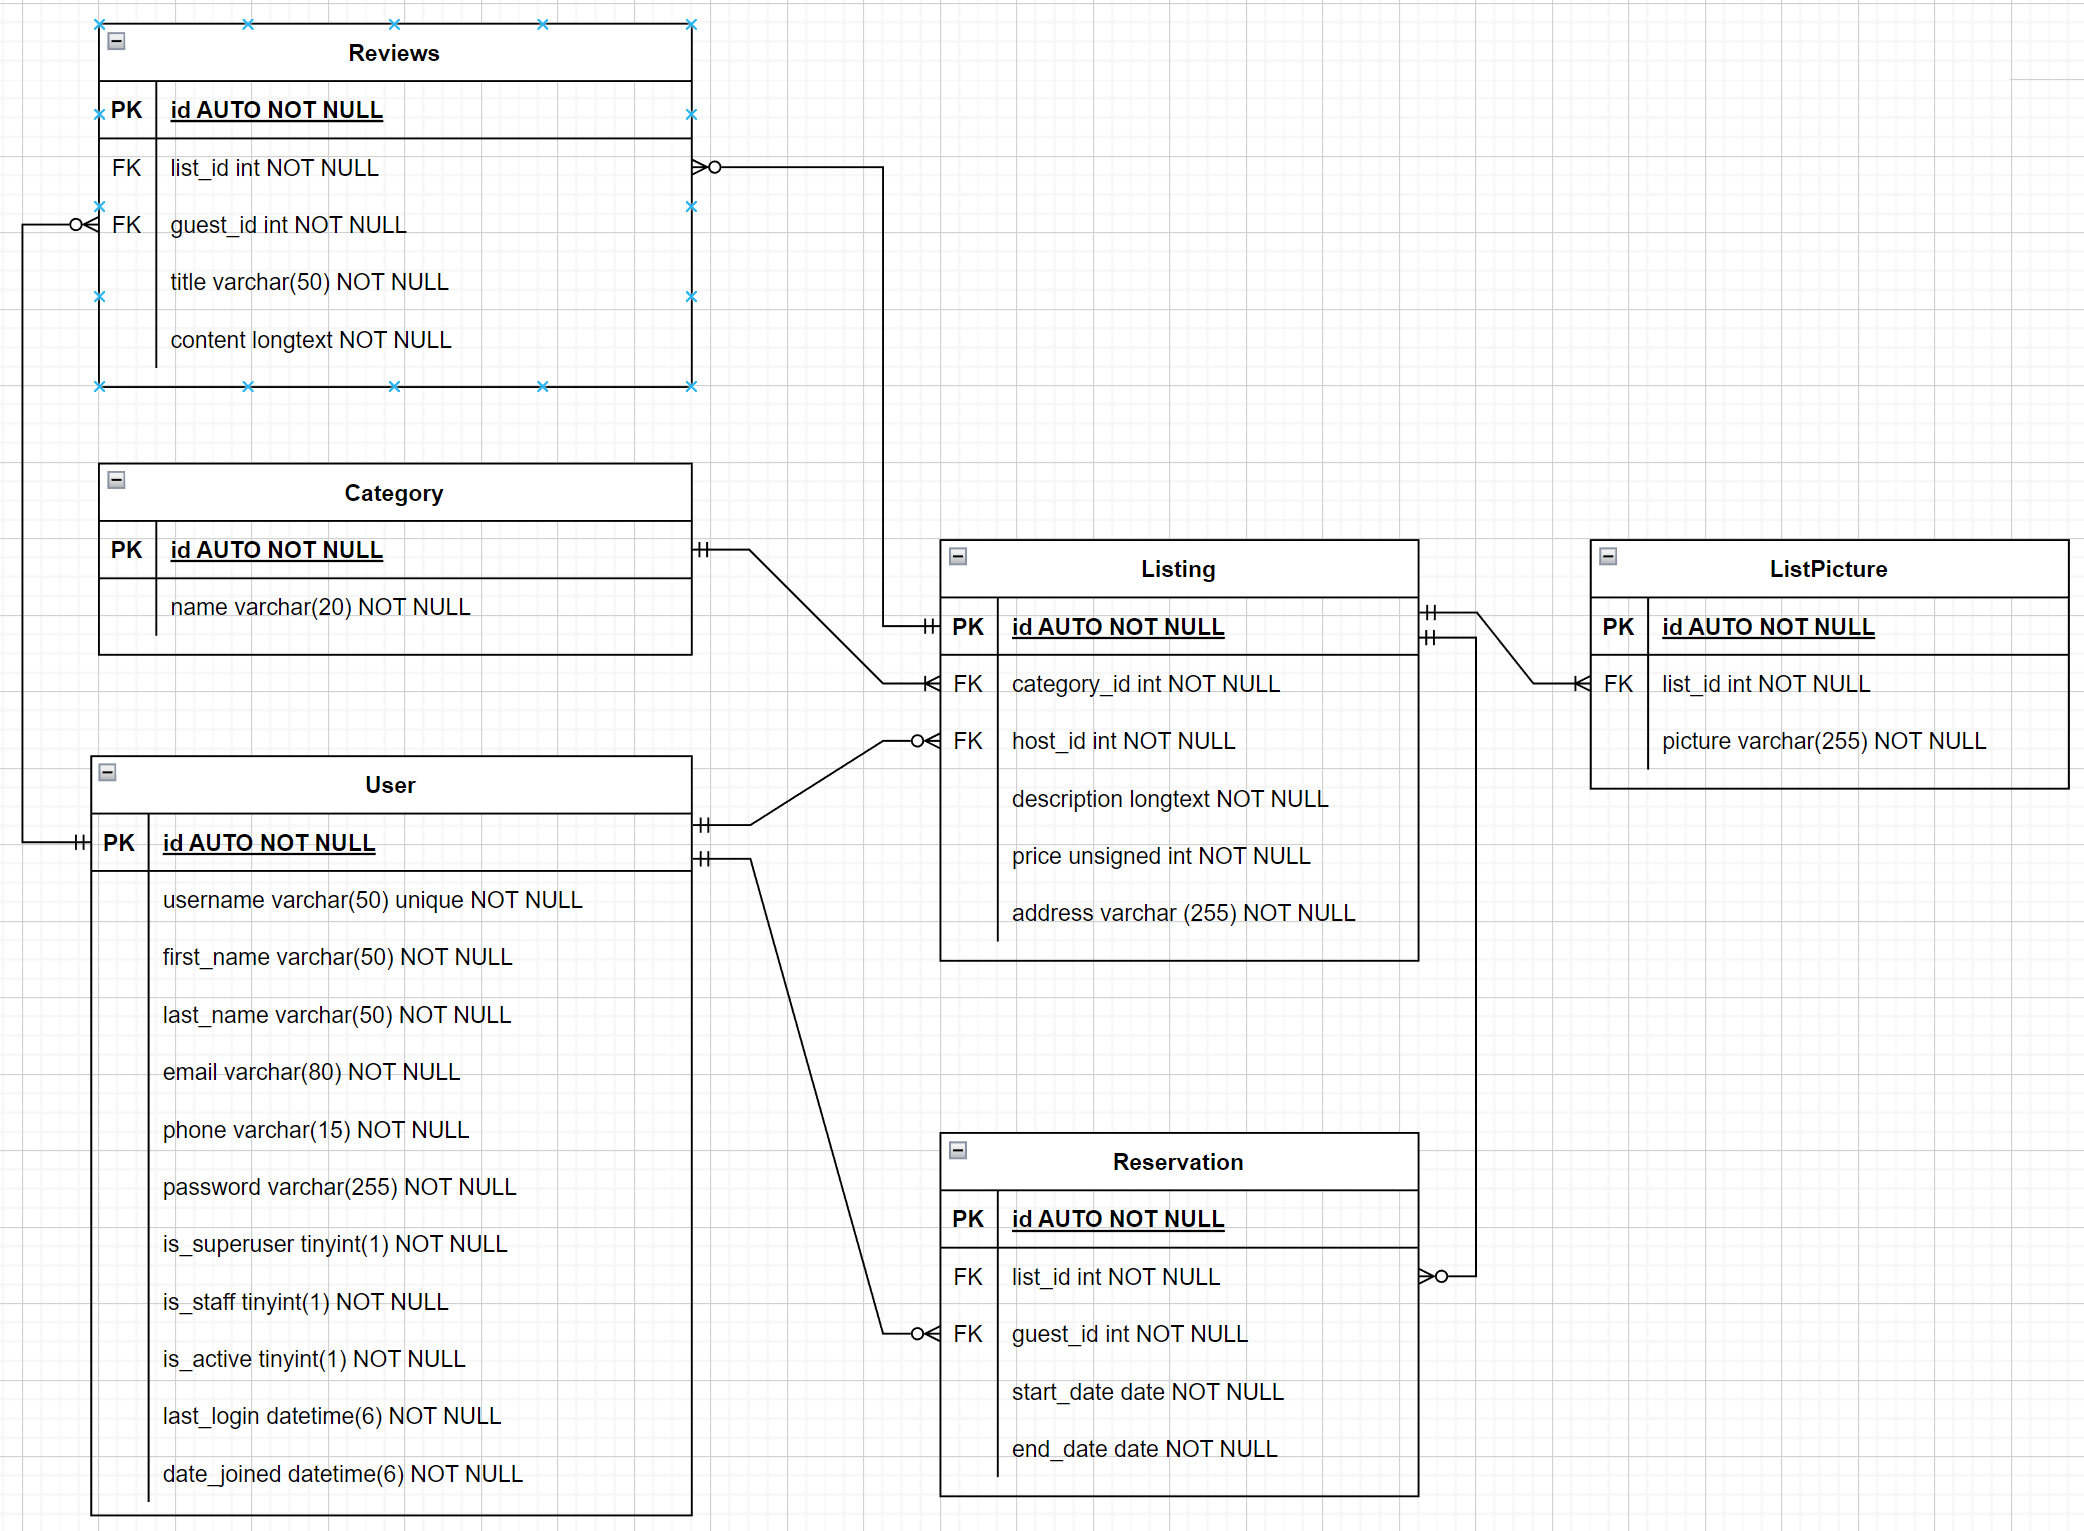 Reviews
PK id AUTO NOT NULL
FK list_id int NOT NULL
FK guest_id int NOT NULL
title varchar(50) NOT NULL
content longtext NOT NULL
Category
PK id AUTO NOT NULL
name varchar(20) NOT NULL
User
PK id AUTO NOT NULL
username varchar(50) unique NOT NULL
first_name varchar(50) NOT NULL
last_name varchar(50) NOT NULL
email varchar(80) NOT NULL
phone varchar(15) NOT NULL
password varchar(255) NOT NULL
is_superuser tinyint(1) NOT NULL
is_staff tinyint(1) NOT NULL
is_active tinyint(1) NOT NULL
last_login datetime(6) NOT NULL
date_joined datetime(6) NOT NULL
Listing
PK id AUTO NOT NULL
FK category_id int NOT NULL
FK host_id int NOT NULL
description longtext NOT NULL
price unsigned int NOT NULL
address varchar (255) NOT NULL
ListPicture
PK id AUTO NOT NULL
FK list_id int NOT NULL
picture varchar(255) NOT NULL
Reservation
PK id AUTO NOT NULL
FK list_id int NOT NULL
FK guest_id int NOT NULL
start_date date NOT NULL
end_date date NOT NULL